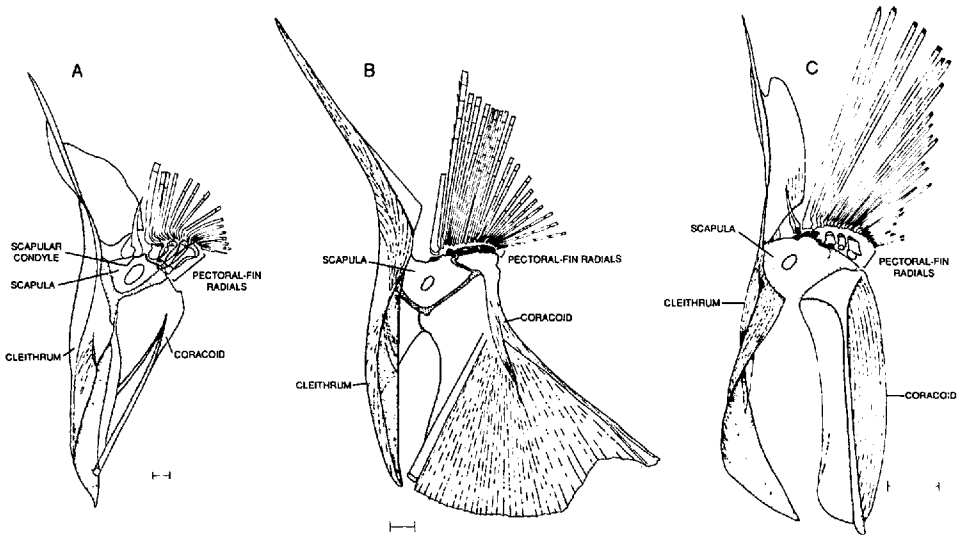 A
SCAPULAR
CONDYLE
SCAPULA
CLEITHRUM
PECTORAL-FIN
RADIALS
CORACOID
B
SCAPULA
CLEITHRUM
PECTORAL-FIN RADIALS
CORACOID
C
SCAPULA
CLEITHRUM
PECTORAL-FIN
RADIALS
CORACOID